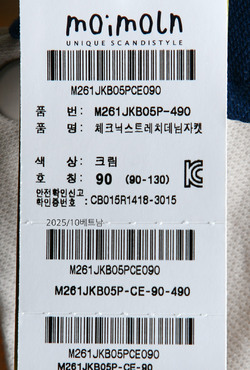 moimoln
UNIQUE SCANDISTYLE
M261JKB05PCE090
품 번: M261JKB05P-490
품 명: 체크닉스트레치데님자켓
색 상: 크림
호 칭: 90 (90-130)
안전확인신고
확인증번호 : CB015R1418-3015
2025/10베트남
M261JKB05PCE090
M261JKB05P-CE-90-490
M261JKB05PCE090
M261JKB05P-CE-90